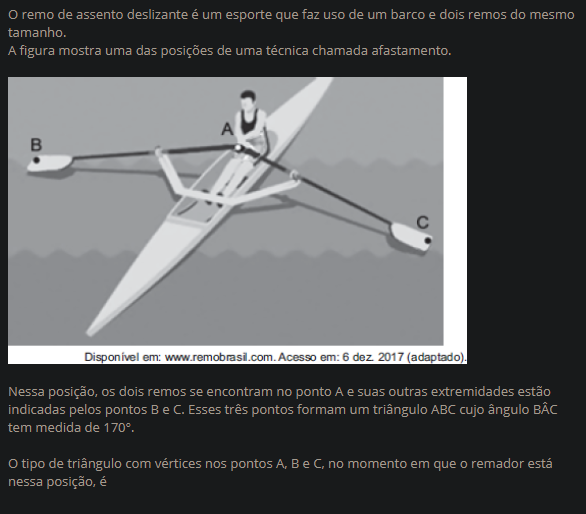 O remo de assento deslizante é um esporte que faz uso de um barco e dois remos do mesmo
tamanho.
A figura mostra uma das posições de uma técnica chamada afastamento.
A
B
C
Disponível em: www.remobrasil.com. Acesso em: 6 dez. 2017 (adaptado).
Nessa posição, os dois remos se encontram no ponto A e suas outras extremidades estão
indicadas pelos pontos B e C. Esses três pontos formam um triângulo ABC cujo ângulo BÂC
tem medida de 170°.
O tipo de triângulo com vértices nos pontos A, B e C, no momento em que o remador está
nessa posição, é